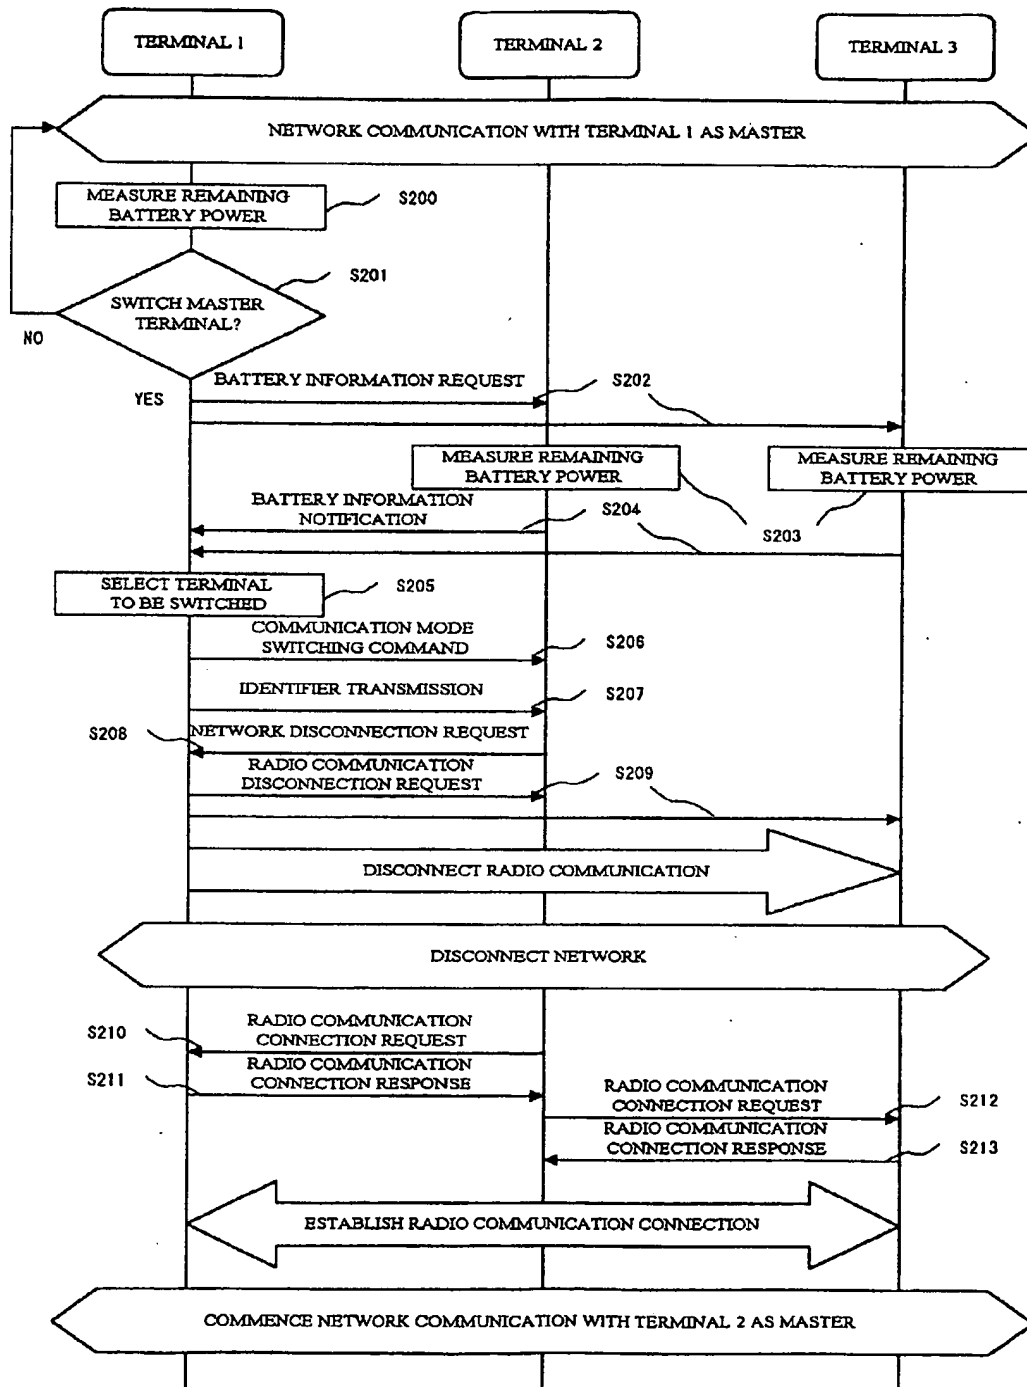 TERMINAL 1
TERMINAL 2
TERMINAL 3
NETWORK COMMUNICATION WITH TERMINAL 1 AS MASTER
MEASURE REMAINING
BATTERY POWER
S200
S201
SWITCH MASTER
TERMINAL?
NO
YES
BATTERY INFORMATION REQUEST
S202
MEASURE REMAINING
BATTERY POWER
MEASURE REMAINING
BATTERY POWER
S203
BATTERY INFORMATION
NOTIFICATION
S204
SELECT TERMINAL
TO BE SWITCHED
S205
COMMUNICATION MODE
SWITCHING COMMAND
S206
IDENTIFIER TRANSMISSION
S207
S208
NETWORK DISCONNECTION REQUEST
RADIO COMMUNICATION
DISCONNECTION REQUEST
S209
DISCONNECT RADIO COMMUNICATION
DISCONNECT NETWORK
S210
RADIO COMMUNICATION
CONNECTION REQUEST
S211
RADIO COMMUNICATION
CONNECTION RESPONSE
RADIO COMMUNICATION
CONNECTION REQUEST
S212
RADIO COMMUNICATION
CONNECTION RESPONSE
S213
ESTABLISH RADIO COMMUNICATION CONNECTION
COMMENCE NETWORK COMMUNICATION WITH TERMINAL 2 AS MASTER